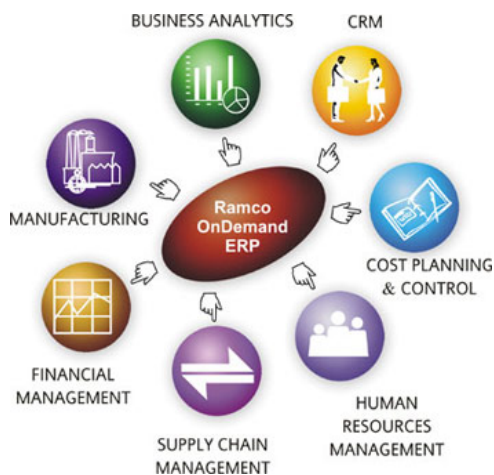 BUSINESS ANALYTICS
CRM
MANUFACTURING
Ramco
OnDemand
ERP
COST PLANNING
& CONTROL
FINANCIAL
MANAGEMENT
SUPPLY CHAIN
MANAGEMENT
HUMAN
RESOURCES
MANAGEMENT